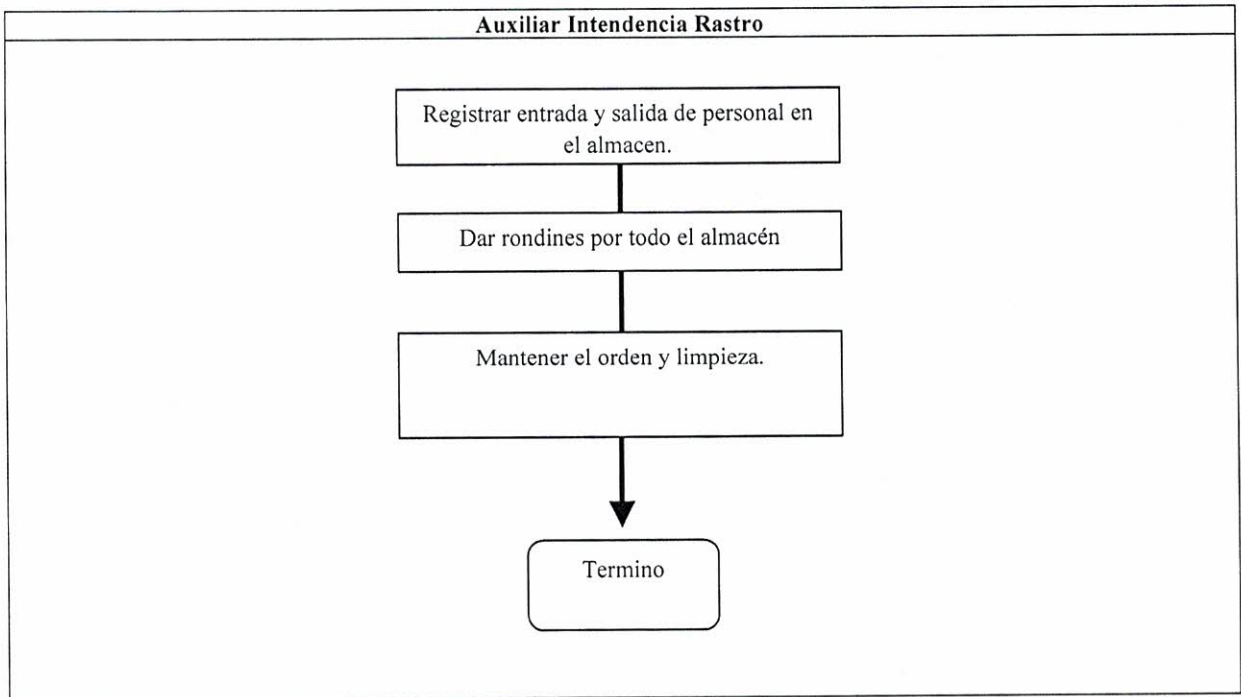 Auxiliar Intendencia Rastro
Registrar entrada y salida de personal en
el almacen.
Dar rondines por todo el almacén
Mantener el orden y limpieza.
Termino